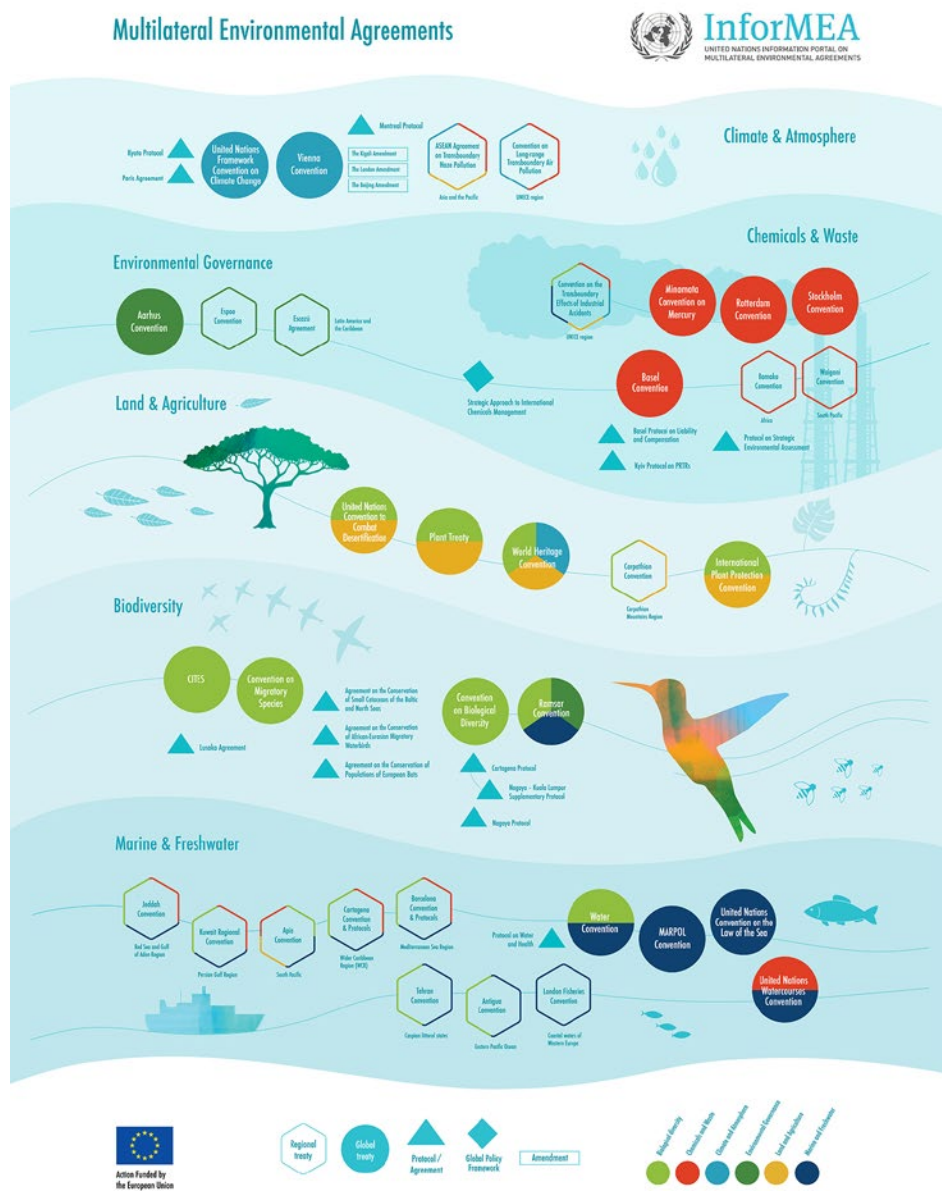 Multilateral Environmental Agreements
InforMEA
UNITED NATIONS INFORMATION PORTAL ON
MULTILATERAL ENVIRONMENTAL AGREEMENTS
Climate & Atmosphere
Kyoto Protocol
Paris Agreement
United Nations
Framework
Convention on
Climate Change
Vienna
Convention
Montreal Protocol
The Kigali Amendment
The London Amendment
The Beijing Amendment
ASEAN Agreement
on Transboundary
Haze Pollution
Asia and the Pacific
Convention on
Long-range
Transboundary Air
Pollution
UNECE region
Chemicals & Waste
Convention on the
Transboundary
Effects of Industrial
Accidents
UNECE region
Minamata
Convention on
Mercury
Rotterdam
Convention
Stockholm
Convention
Strategic Approach to International
Chemicals Management
Basel
Convention
Bamako
Convention
Africa
Waigani
Convention
South Pacific
Basel Protocol on Liability
and Compensation
Kyiv Protocol on PRTRs
Protocol on Strategic
Environmental Assessment
Environmental Governance
Aarhus
Convention
Espoo
Convention
Escazú
Agreement
Latin America and
the Caribbean
Land & Agriculture
United Nations
Convention to
Combat
Desertification
Plant Treaty
World Heritage
Convention
Carpathian
Convention
Carpathian
Mountains Region
International
Plant Protection
Convention
Biodiversity
CITES
Convention on
Migratory
Species
Lusaka Agreement
Agreement on the Conservation
of Small Cetaceans of the Baltic
and North Seas
Agreement on the Conservation
of African-Eurasian Migratory
Waterbirds
Agreement on the Conservation of
Populations of European Bats
Convention
on Biological
Diversity
Ramsar
Convention
Cartagena Protocol
Nagoya - Kuala Lumpur
Supplementary Protocol
Nagoya Protocol
Marine & Freshwater
Jeddah
Convention
Red Sea and Gulf
of Aden Region
Kuwait Regional
Convention
Persian Gulf Region
Apia
Convention
South Pacific
Cartagena
Convention
& Protocols
Wider Caribbean
Region (WCR)
Barcelona
Convention
& Protocols
Mediterranean Sea Region
Protocol on Water
and Health
Water
Convention
MARPOL
Convention
United Nations
Convention on the
Law of the Sea
United Nations
Watercourses
Convention
Tehran
Convention
Caspian littoral states
Antigua
Convention
Eastern Pacific Ocean
London Fisheries
Convention
Coastal waters of
Western Europe
Action Funded by
the European Union
Regional
treaty
Global
treaty
Protocol /
Agreement
Global Policy
Framework
Amendment
Biological diversity
Chemicals and Waste
Climate and Atmosphere
Environmental Governance
Land and Agriculture
Marine and Freshwater